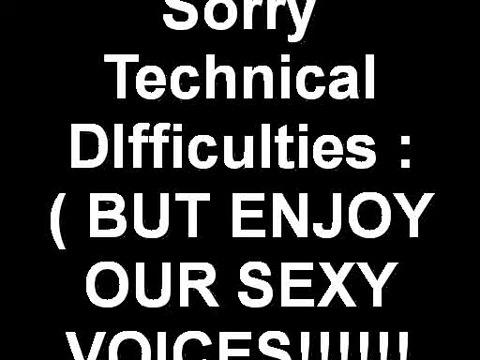 Sorry
Technical
DIfficulties :
( BUT ENJOY
OUR SEXY
VOICES!!!!!!